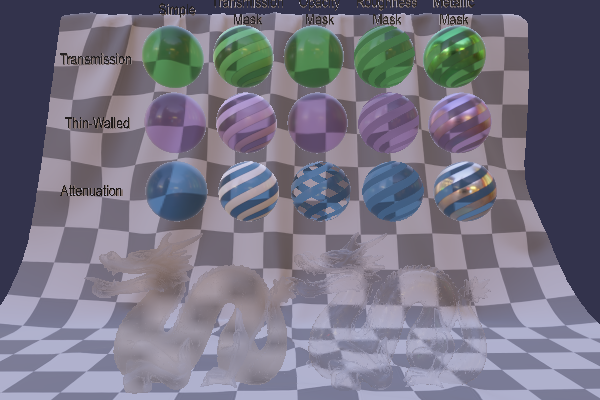 Simple
Transmission
Mask
Opacity
Mask
Roughness
Mask
Metallic
Mask
Transmission
Thin-Walled
Attenuation